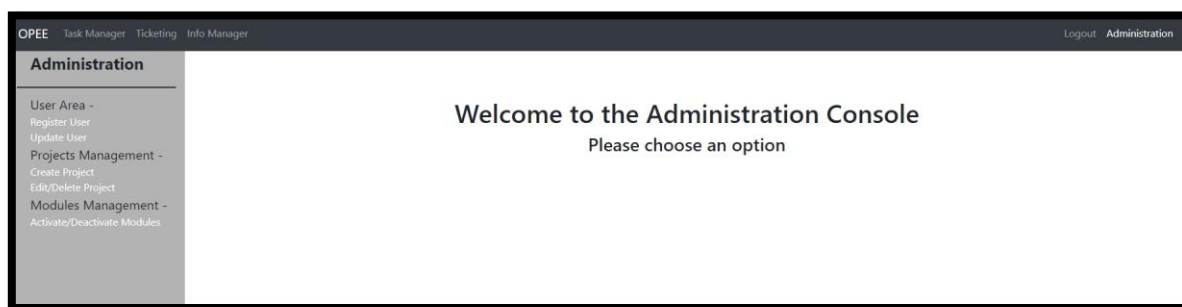 OPEE Task Manager Ticketing Info Manager Logout Administration
Administration
User Area -
Register User
Update User
Projects Management -
Create Project
Edit/Delete Project
Modules Management -
Activate/Deactivate Modules
Welcome to the Administration Console
Please choose an option